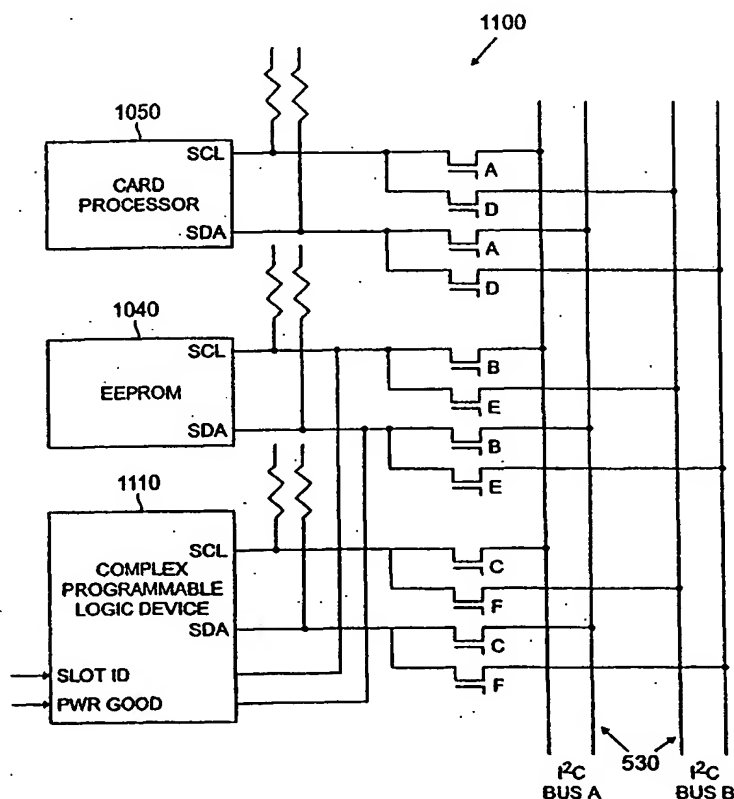 1100
1050
SCL
A
CARD
PROCESSOR
D
SDA
A
D
1040
SCL
B
EEPROM
E
SDA
B
E
1110
SCL
C
COMPLEX
PROGRAMMABLE
LOGIC DEVICE
F
SDA
C
SLOT ID
F
PWR GOOD
530
I²C
BUS A
I²C
BUS B